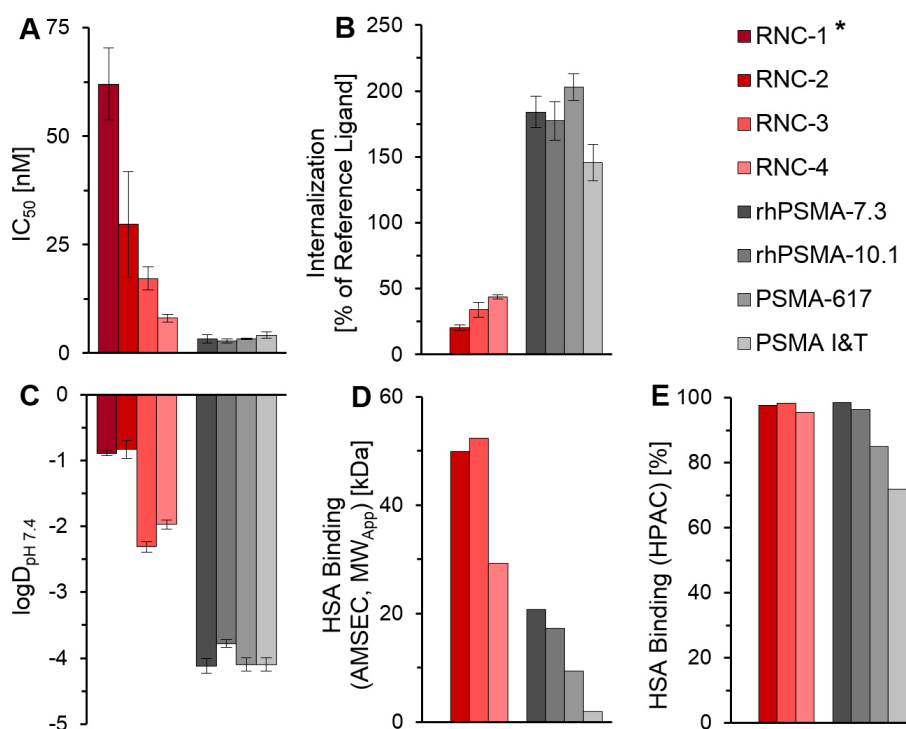 A
75
50
25
0
IC50 [nM]
B
250
200
150
100
50
0
Internalization
[% of Reference Ligand]
RNC-1 *
RNC-2
RNC-3
RNC-4
rhPSMA-7.3
rhPSMA-10.1
PSMA-617
PSMA I&T
C
0
-1
-2
-3
-4
-5
logDpH 7.4
D
60
40
20
0
HSA Binding
(AMSEC, MWApp) [kDa]
E
100
80
60
40
20
0
HSA Binding (HPAC) [%]